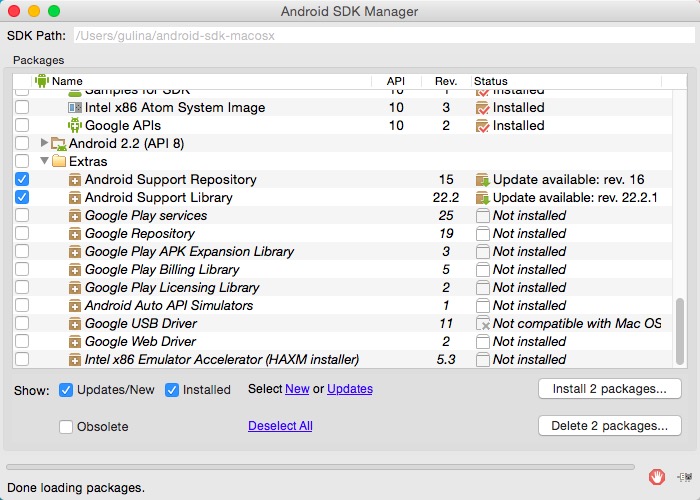 Android SDK Manager
SDK Path: /Users/gulina/android-sdk-macosx
Packages
Name API Rev. Status
Samples for SDK 10 1 Installed
Intel x86 Atom System Image 10 3 Installed
Google APIs 10 2 Installed
Android 2.2 (API 8)
Extras
Android Support Repository 15 Update available: rev. 16
Android Support Library 22.2 Update available: rev. 22.2.1
Google Play services 25 Not installed
Google Repository 19 Not installed
Google Play APK Expansion Library 3 Not installed
Google Play Billing Library 5 Not installed
Google Play Licensing Library 2 Not installed
Android Auto API Simulators 1 Not installed
Google USB Driver 11 Not compatible with Mac OS
Google Web Driver 2 Not installed
Intel x86 Emulator Accelerator (HAXM installer) 5.3 Not installed
Show: Updates/New Installed Select New or Updates Install 2 packages...
Obsolete Deselect All Delete 2 packages...
Done loading packages.